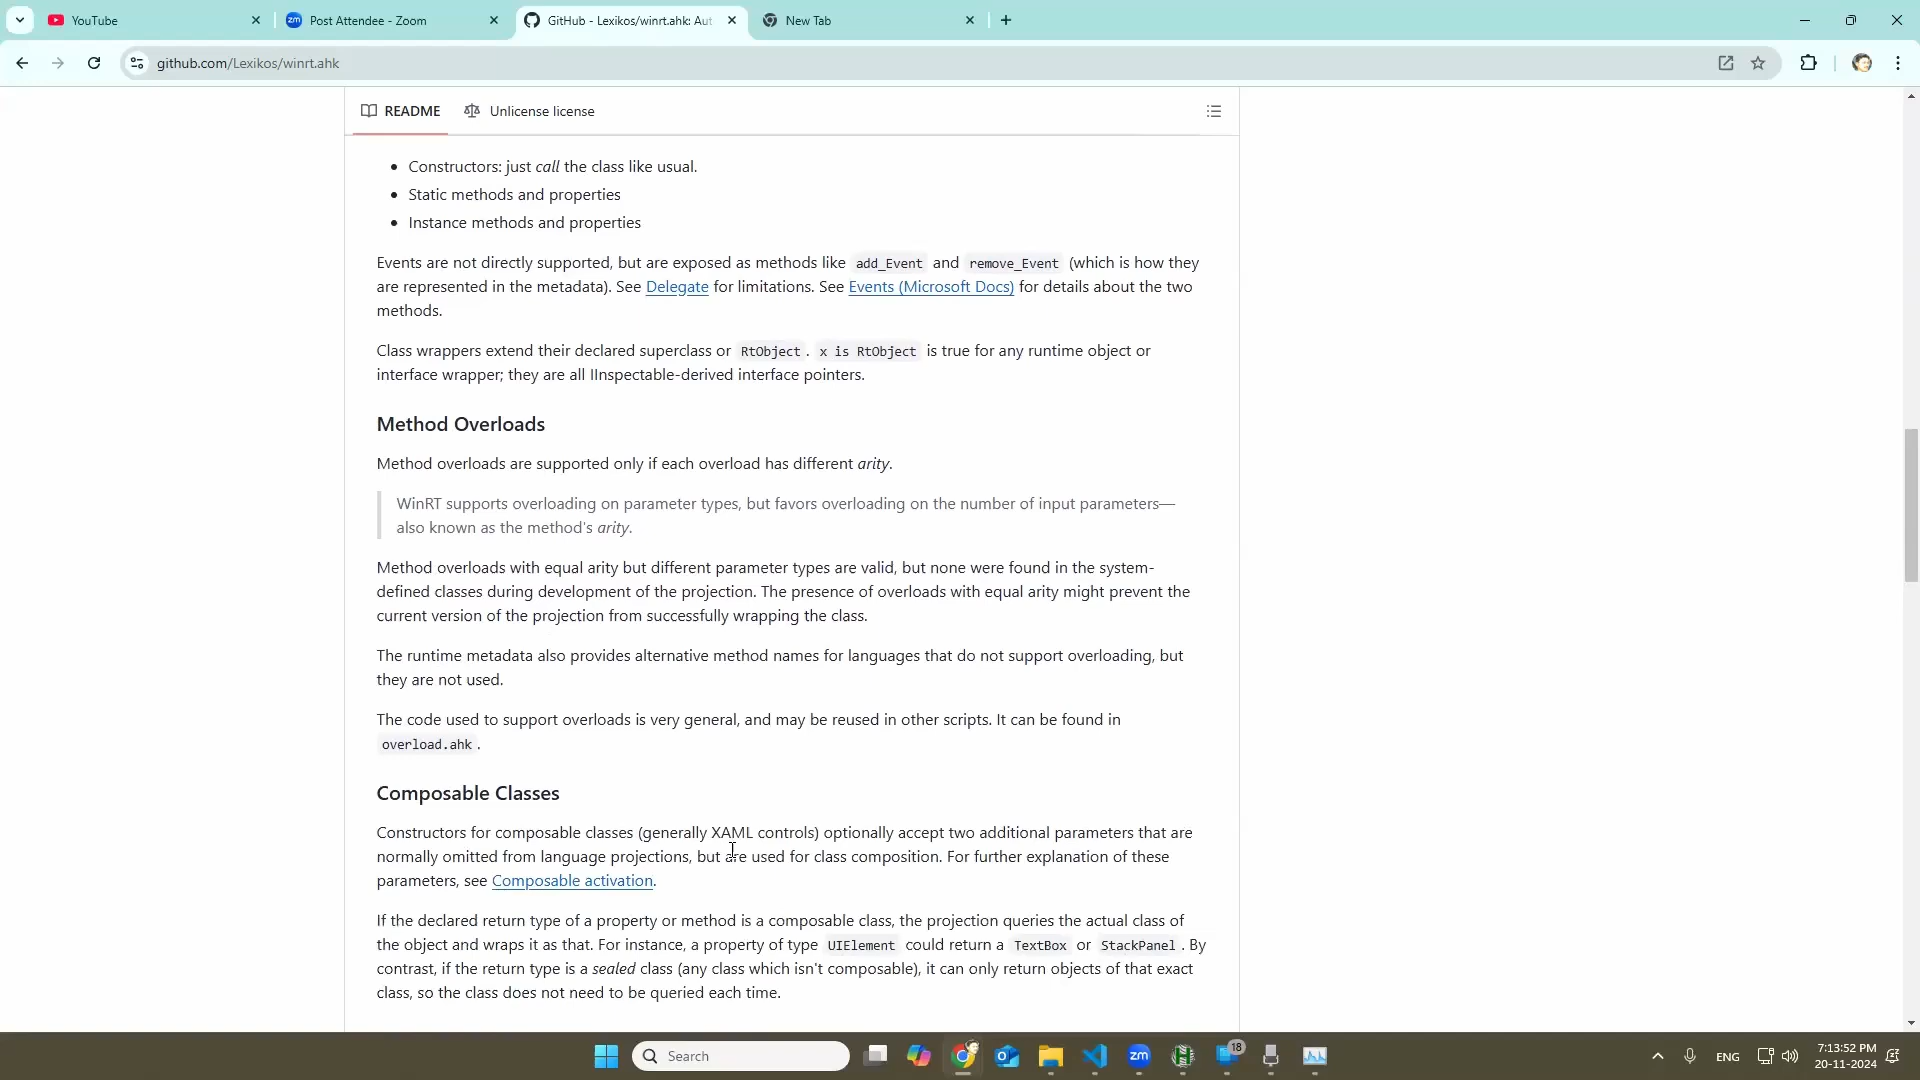 YouTube
Post Attendee - Zoom
GitHub - Lexikos/winrt.ahk: Aut
New Tab
github.com/Lexikos/winrt.ahk
README
Unlicense license
• Constructors: just call the class like usual.
• Static methods and properties
• Instance methods and properties
Events are not directly supported, but are exposed as methods like add_Event and remove_Event (which is how they
are represented in the metadata). See Delegate for limitations. See Events (Microsoft Docs) for details about the two
methods.
Class wrappers extend their declared superclass or RtObject. x is RtObject is true for any runtime object or
interface wrapper; they are all IInspectable-derived interface pointers.
Method Overloads
Method overloads are supported only if each overload has different arity.
WinRT supports overloading on parameter types, but favors overloading on the number of input parameters—
also known as the method's arity.
Method overloads with equal arity but different parameter types are valid, but none were found in the system-
defined classes during development of the projection. The presence of overloads with equal arity might prevent the
current version of the projection from successfully wrapping the class.
The runtime metadata also provides alternative method names for languages that do not support overloading, but
they are not used.
The code used to support overloads is very general, and may be reused in other scripts. It can be found in
overload.ahk.
Composable Classes
Constructors for composable classes (generally XAML controls) optionally accept two additional parameters that are
normally omitted from language projections, but are used for class composition. For further explanation of these
parameters, see Composable activation.
If the declared return type of a property or method is a composable class, the projection queries the actual class of
the object and wraps it as that. For instance, a property of type UIElement could return a TextBox or StackPanel. By
contrast, if the return type is a sealed class (any class which isn't composable), it can only return objects of that exact
class, so the class does not need to be queried each time.
Search
zm
18
ENG
7:13:52 PM
20-11-2024